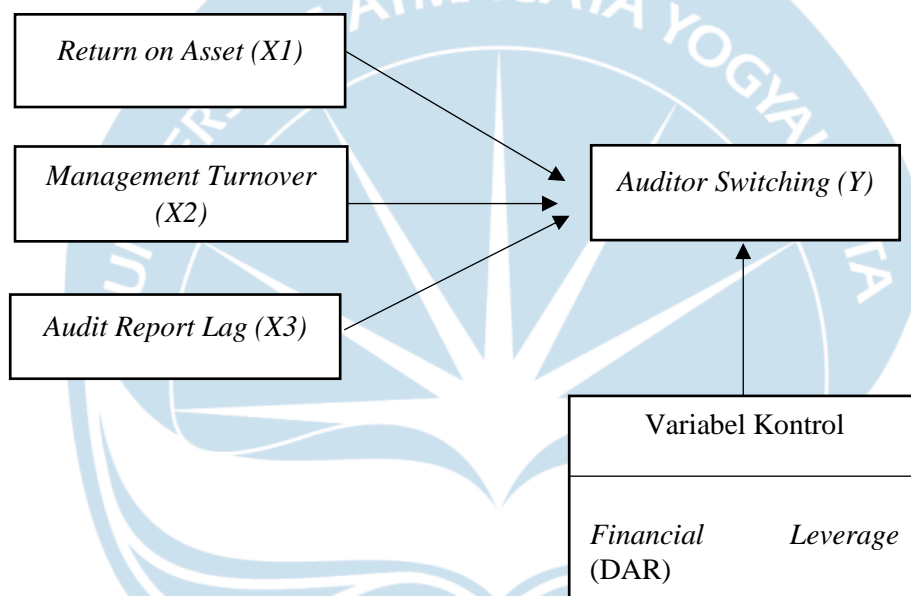 Return on Asset (X1)
Management Turnover
(X2)
Audit Report Lag (X3)
Auditor Switching (Y)
Variabel Kontrol
Financial Leverage
(DAR)